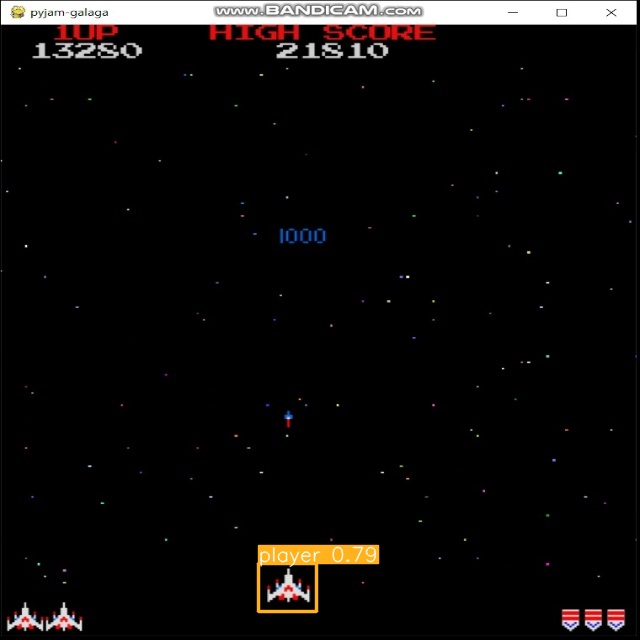 pyjam-galaga
www.BANDICAM.com
1UP HIGH SCORE
13280 21810
1000
player 0.79